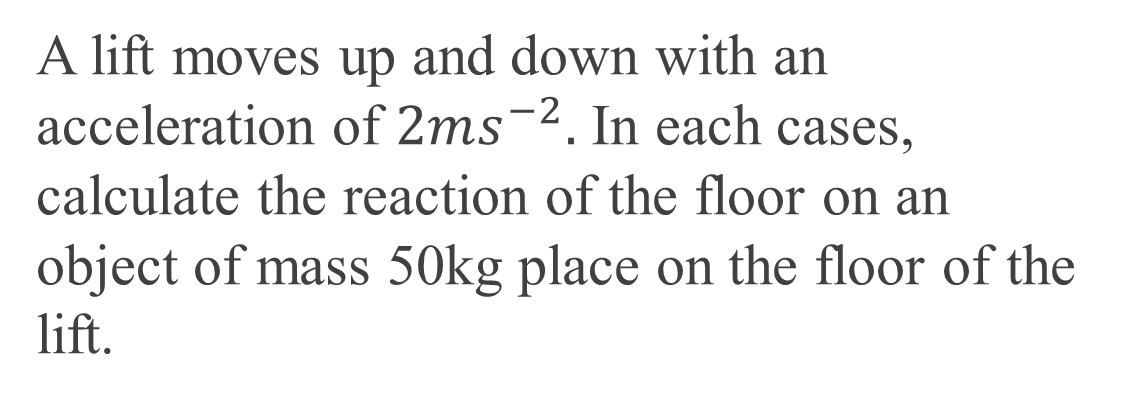 A lift moves up and down with an
acceleration of 2ms⁻². In each cases,
calculate the reaction of the floor on an
object of mass 50kg place on the floor of the
lift.